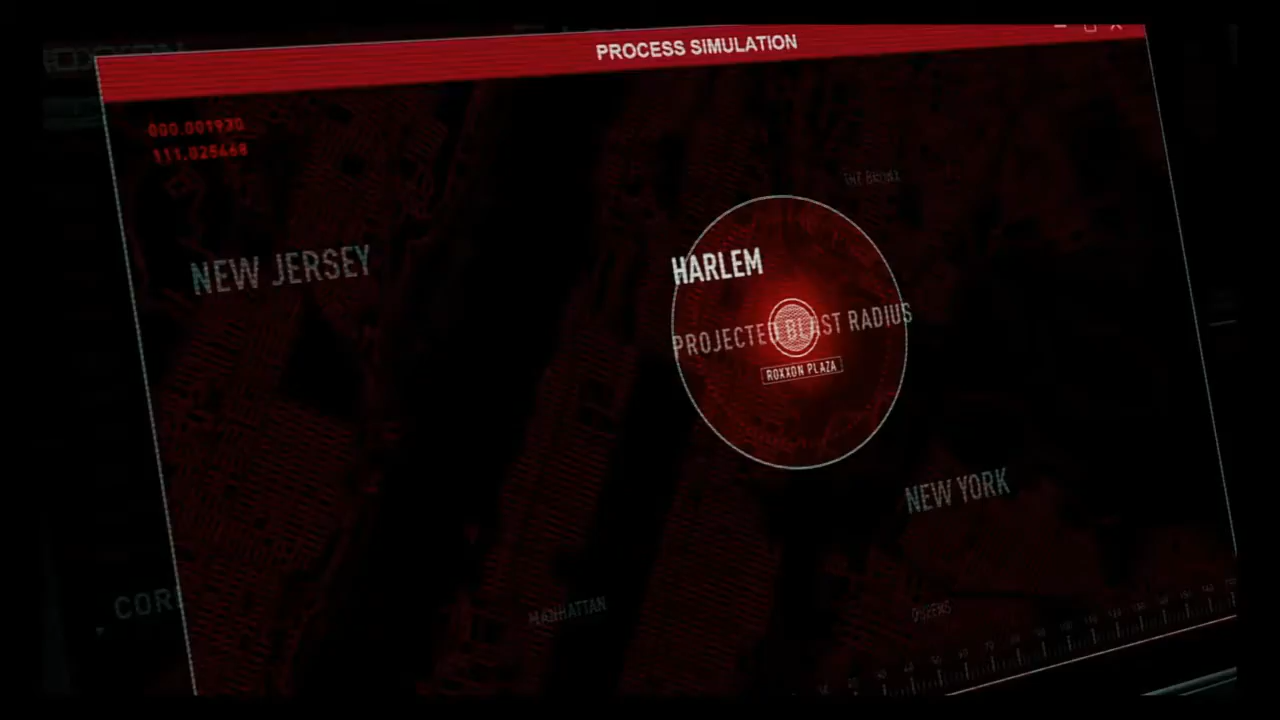 PROCESS SIMULATION
000.001930
111.025468
THE BRONX
NEW JERSEY
HARLEM
PROJECTED BLAST RADIUS
ROXXON PLAZA
NEW YORK
COR
MANHATTAN
QUEENS